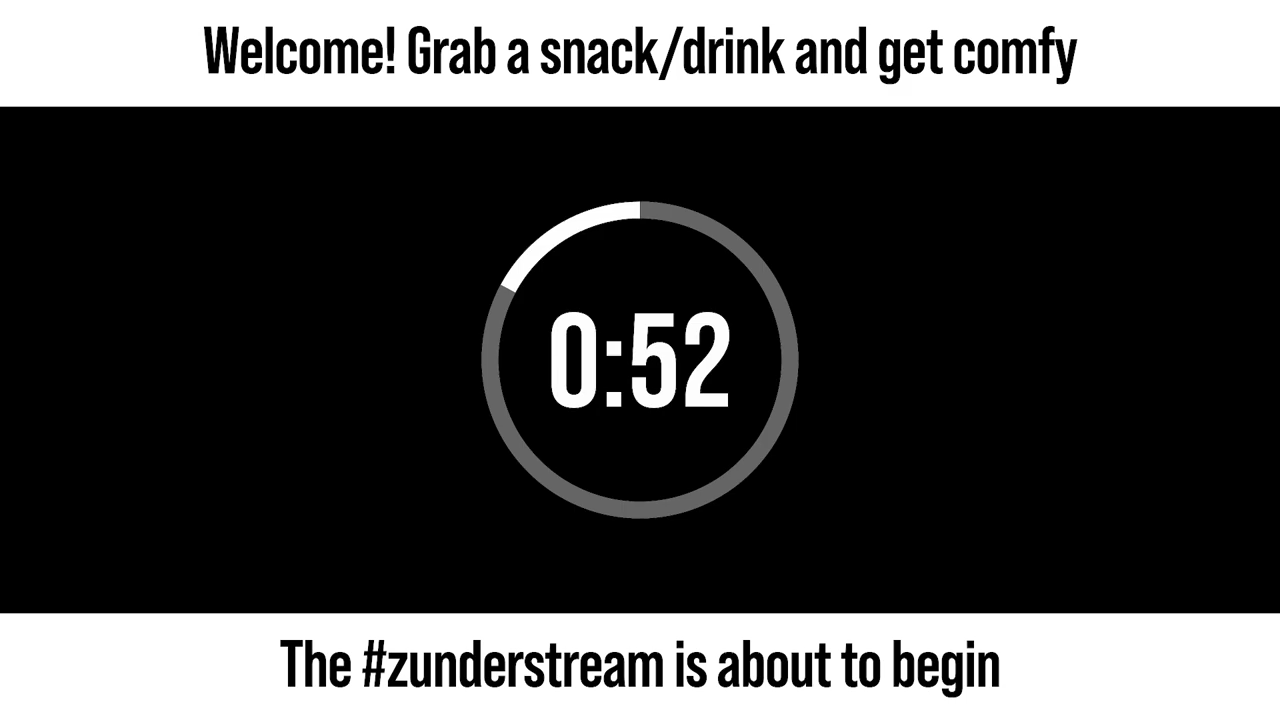 Welcome! Grab a snack/drink and get comfy
0:52
The #zunderstream is about to begin